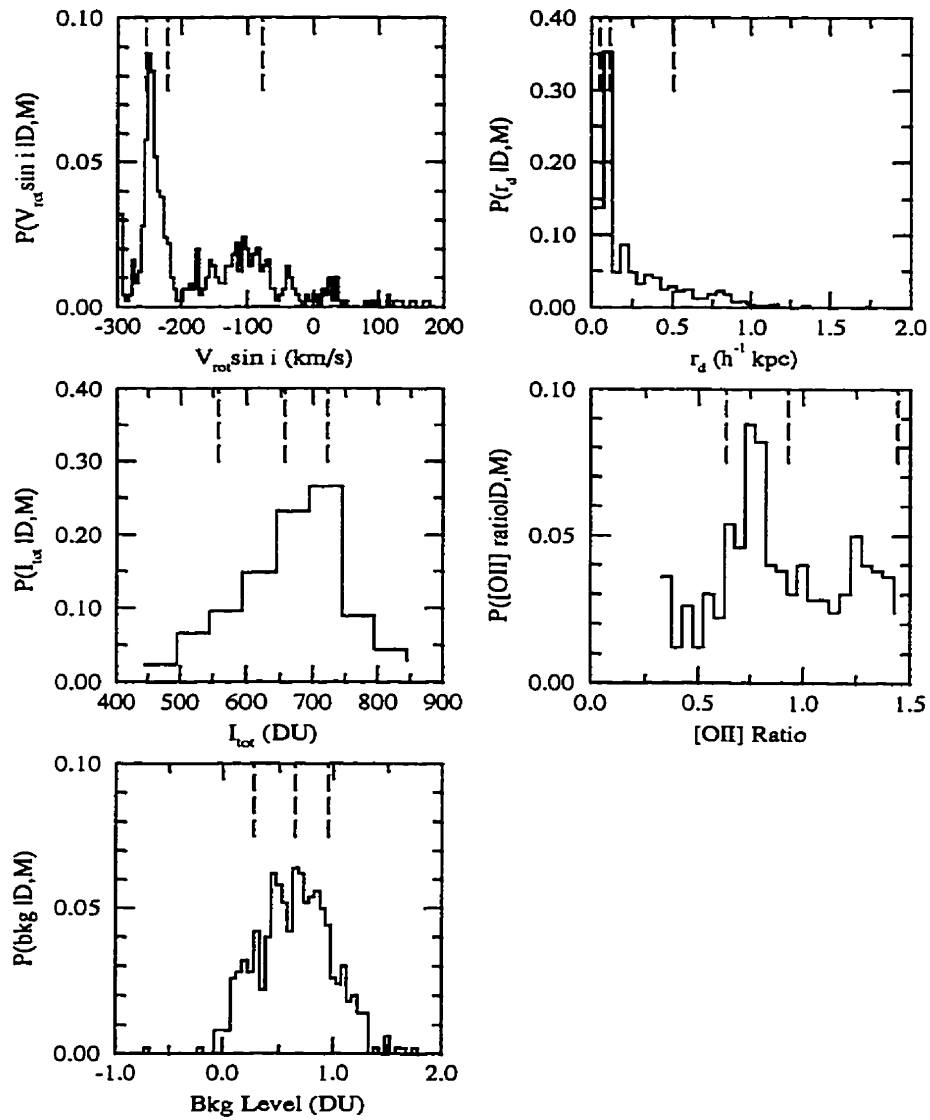 P(V_rot sin i |D,M)
0.10
0.05
0.00
-300 -200 -100 0 100 200
V_rot sin i (km/s)
P(r_d |D,M)
0.40
0.30
0.20
0.10
0.00
0.0 0.5 1.0 1.5 2.0
r_d (h^-1 kpc)
P(I_tot |D,M)
0.40
0.30
0.20
0.10
0.00
400 500 600 700 800 900
I_tot (DU)
P([OII] ratio|D,M)
0.10
0.05
0.00
0.0 0.5 1.0 1.5
[OII] Ratio
P(bkg |D,M)
0.10
0.05
0.00
-1.0 0.0 1.0 2.0
Bkg Level (DU)